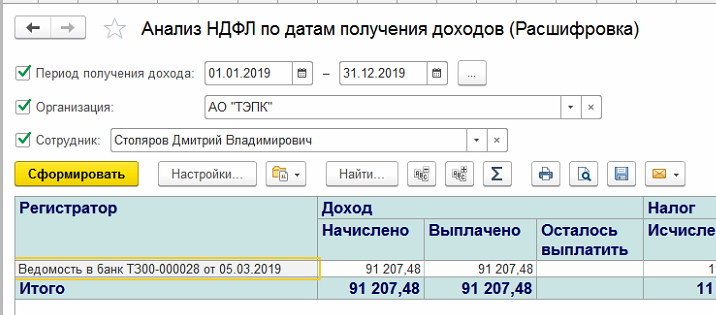 Анализ НДФЛ по датам получения доходов (Расшифровка)
Период получения дохода: 01.01.2019 – 31.12.2019 ...
Организация: АО "ТЭПК"
Сотрудник: Столяров Дмитрий Владимирович
Сформировать Настройки... Найти... Σ
Регистратор Доход Налог
Начислено Выплачено Осталось выплатить Исчисле
Ведомость в банк ТЗ00-000028 от 05.03.2019 91 207,48 91 207,48 1
Итого 91 207,48 91 207,48 11